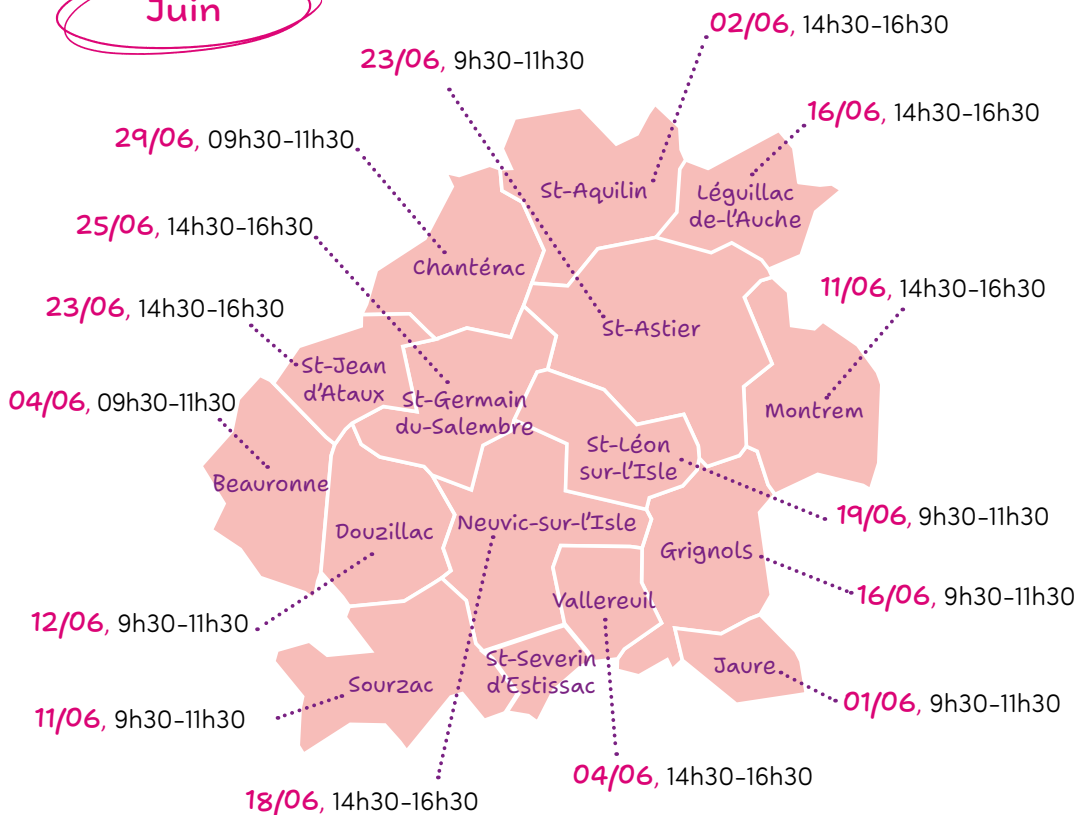 Juin
02/06, 14h30-16h30
23/06, 9h30-11h30
16/06, 14h30-16h30
29/06, 09h30-11h30
St-Aquilin
Léguillac
de-l'Auche
25/06, 14h30-16h30
Chantérac
11/06, 14h30-16h30
23/06, 14h30-16h30
St-Astier
St-Jean
d'Ataux
04/06, 09h30-11h30
St-Germain
du-Salembre
Montrem
St-Léon
sur-l'Isle
Beauronne
19/06, 9h30-11h30
Neuvic-sur-l'Isle
Douzillac
Grignols
16/06, 9h30-11h30
Vallereuil
12/06, 9h30-11h30
St-Severin
d'Estissac
Jaure
Sourzac
01/06, 9h30-11h30
11/06, 9h30-11h30
04/06, 14h30-16h30
18/06, 14h30-16h30